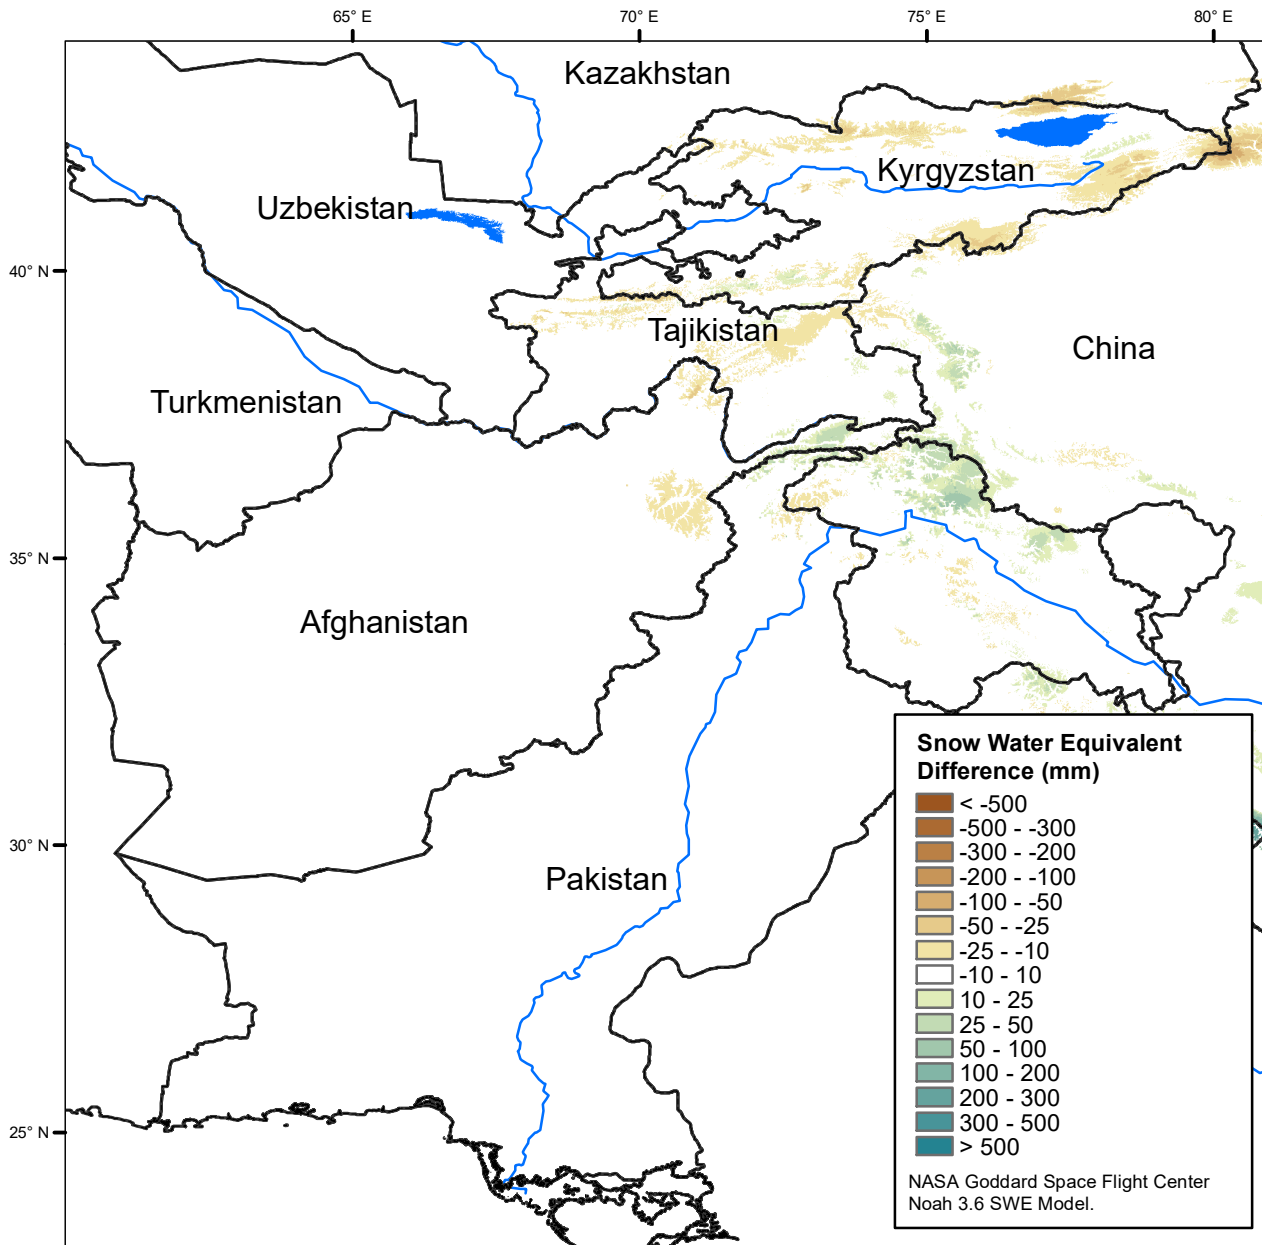 65° E
70° E
75° E
80° E
Kazakhstan
Kyrgyzstan
Uzbekistan
40° N
Tajikistan
China
Turkmenistan
35° N
Afghanistan
Snow Water Equivalent
Difference (mm)
< -500
-500 - -300
-300 - -200
-200 - -100
-100 - -50
-50 - -25
-25 - -10
-10 - 10
10 - 25
25 - 50
50 - 100
100 - 200
200 - 300
300 - 500
> 500
NASA Goddard Space Flight Center
Noah 3.6 SWE Model.
30° N
Pakistan
25° N